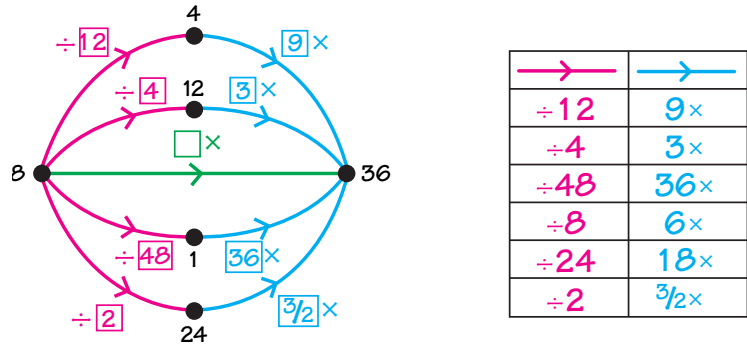 4
÷ 12 9 ×
12
÷ 4 3 ×
×
8 36
÷ 48 1 36 ×
÷ 2 3/2 ×
24
÷12 9×
÷4 3×
÷48 36×
÷8 6×
÷24 18×
÷2 3/2×